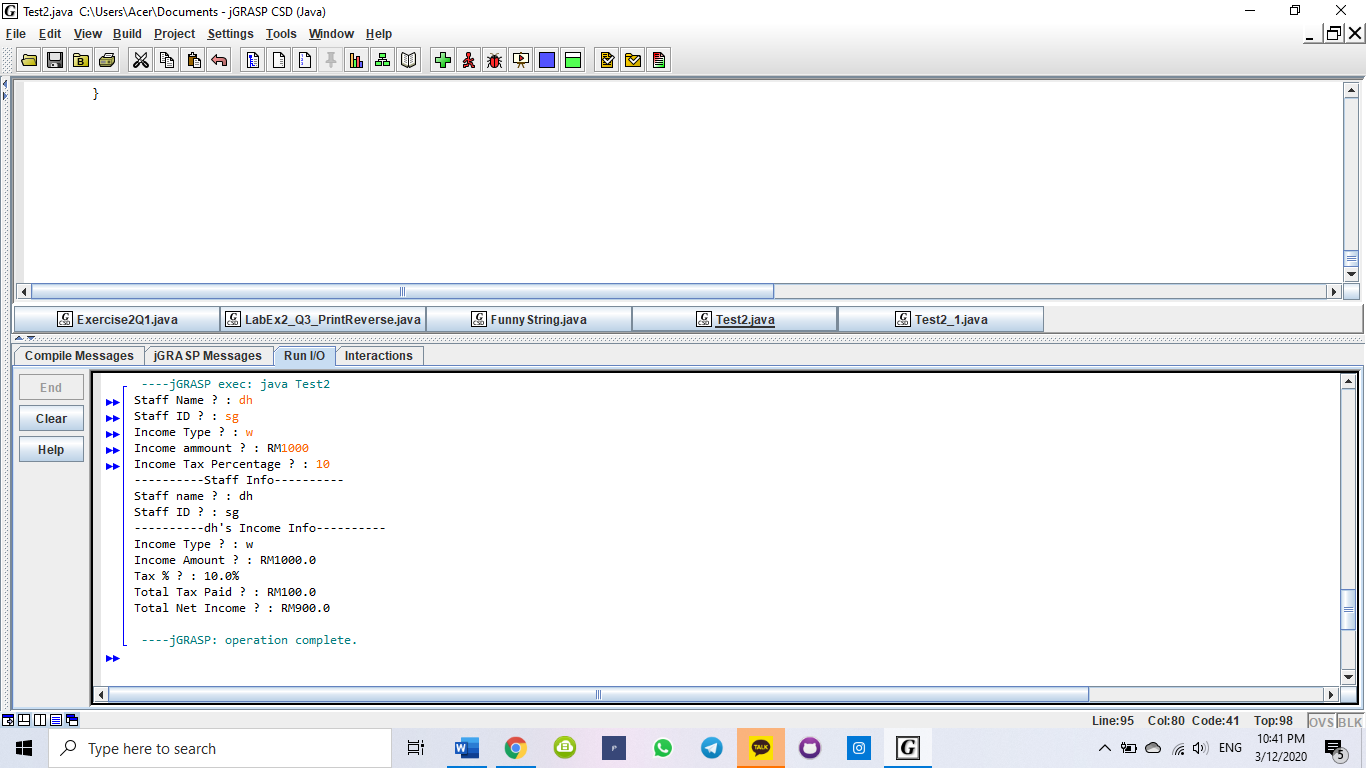 Test2.java C:\Users\Acer\Documents - jGRASP CSD (Java)
File Edit View Build Project Settings Tools Window Help
}
Exercise2Q1.java LabEx2_Q3_PrintReverse.java FunnyString.java Test2.java Test2_1.java
Compile Messages jGRASP Messages Run I/O Interactions
End
Clear
Help
----jGRASP exec: java Test2
Staff Name ? : dh
Staff ID ? : sg
Income Type ? : w
Income ammount ? : RM1000
Income Tax Percentage ? : 10
----------Staff Info----------
Staff name ? : dh
Staff ID ? : sg
----------dh's Income Info----------
Income Type ? : w
Income Amount ? : RM1000.0
Tax % ? : 10.0%
Total Tax Paid ? : RM100.0
Total Net Income ? : RM900.0
----jGRASP: operation complete.
Line:95 Col:80 Code:41 Top:98 OVS BLK
Type here to search
TALK
ENG
10:41 PM
3/12/2020
5